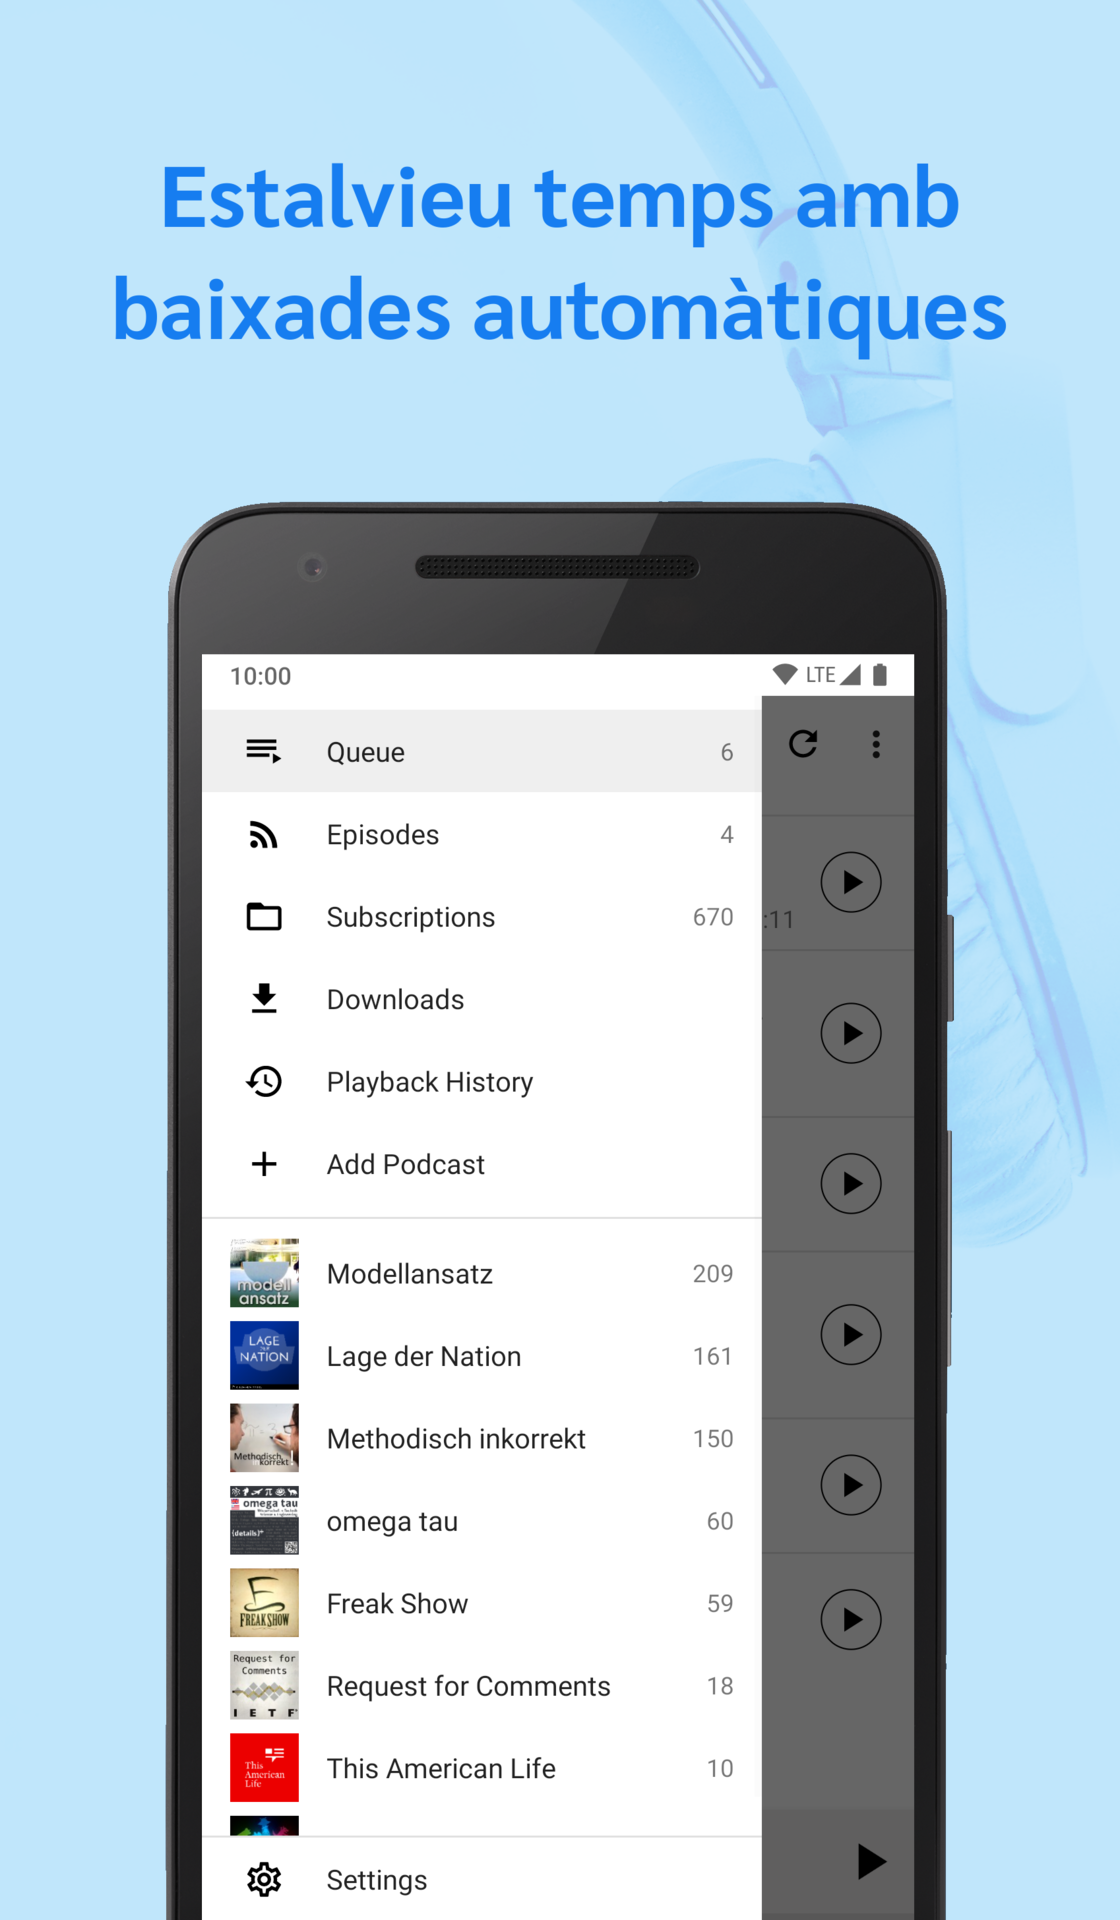 Estalvieu temps amb
baixades automàtiques
10:00
LTE
Queue 6
Episodes 4
Subscriptions 670
:11
Downloads
Playback History
Add Podcast
modell
ansatz
Modellansatz 209
LAGE
DER
NATION
Lage der Nation 161
Methodisch
korrekt!
Methodisch inkorrekt 150
omega tau
{details}*
omega tau 60
FREAK SHOW
Freak Show 59
Request for
Comments
I E T F
Request for Comments 18
This
American
Life
This American Life 10
Settings